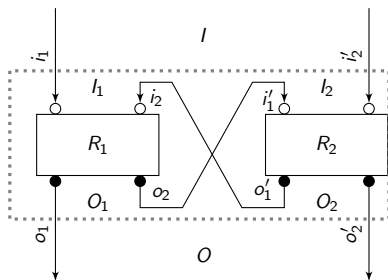 i₁ I i′₂
I₁ i₂ i′₁ I₂
R₁ R₂
O₁ o₂ o′₁ O₂
o₁ O o′₂